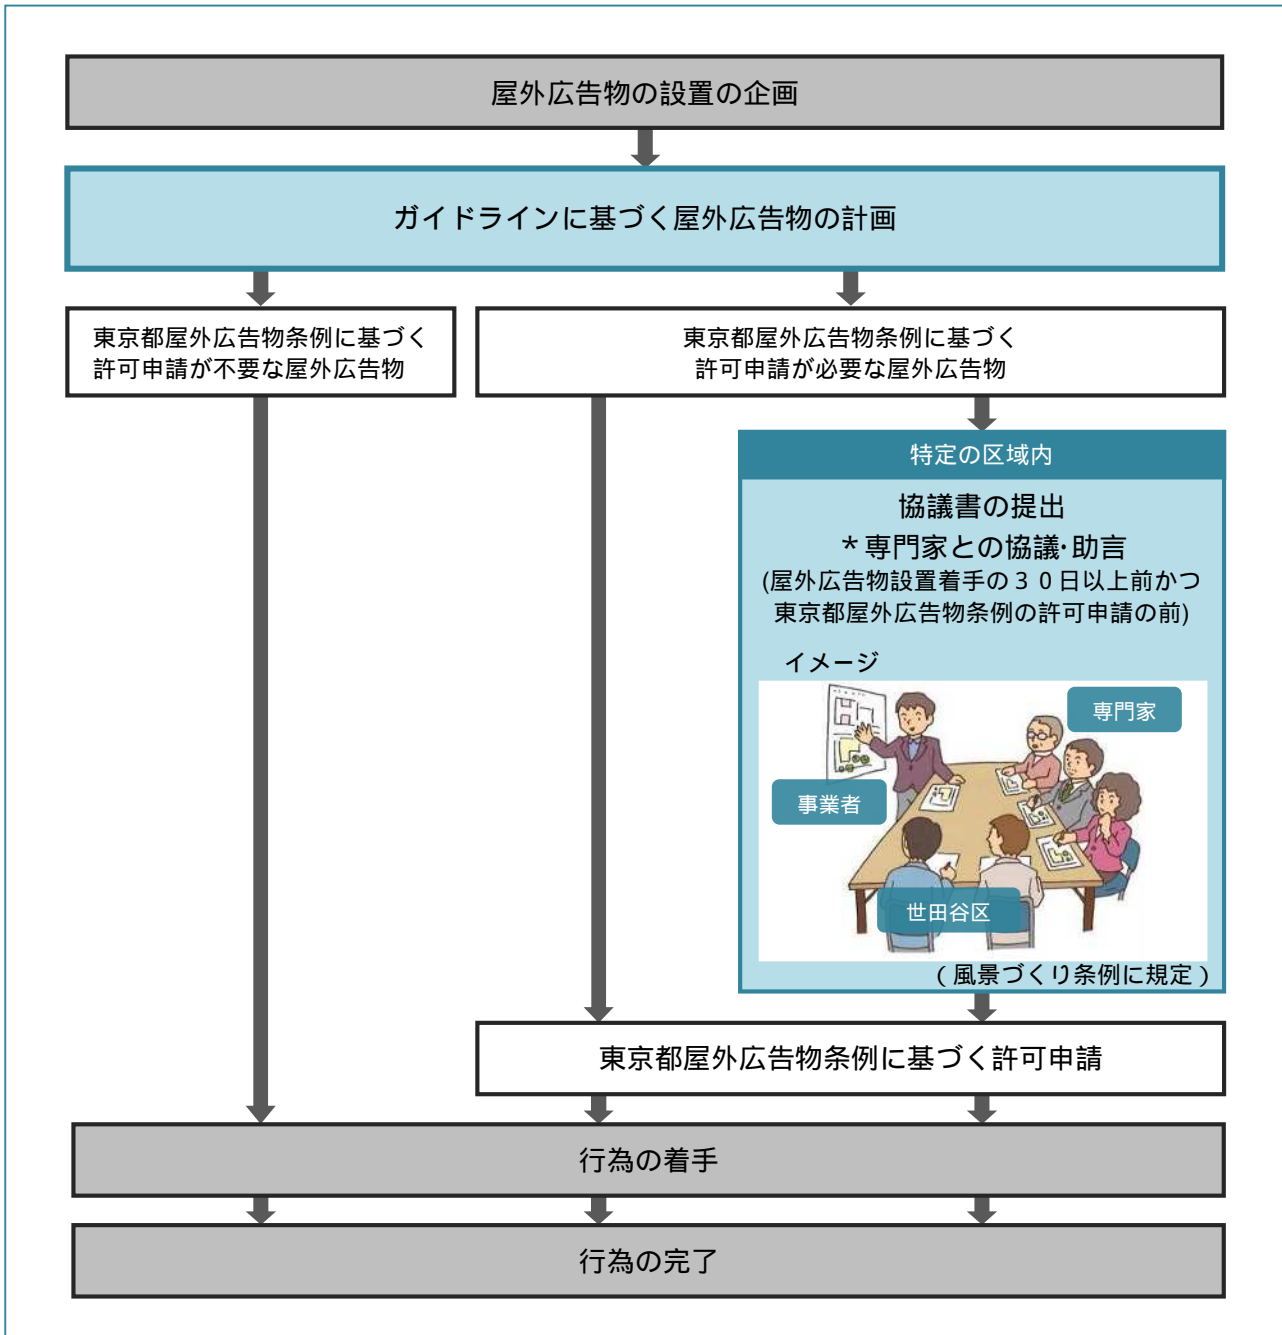 屋外広告物の設置の企画
ガイドラインに基づく屋外広告物の計画
東京都屋外広告物条例に基づく
許可申請が不要な屋外広告物
東京都屋外広告物条例に基づく
許可申請が必要な屋外広告物
特定の区域内
協議書の提出
*専門家との協議･助言
(屋外広告物設置着手の３０日以上前かつ
東京都屋外広告物条例の許可申請の前)
イメージ
専門家
事業者
世田谷区
(風景づくり条例に規定)
東京都屋外広告物条例に基づく許可申請
行為の着手
行為の完了